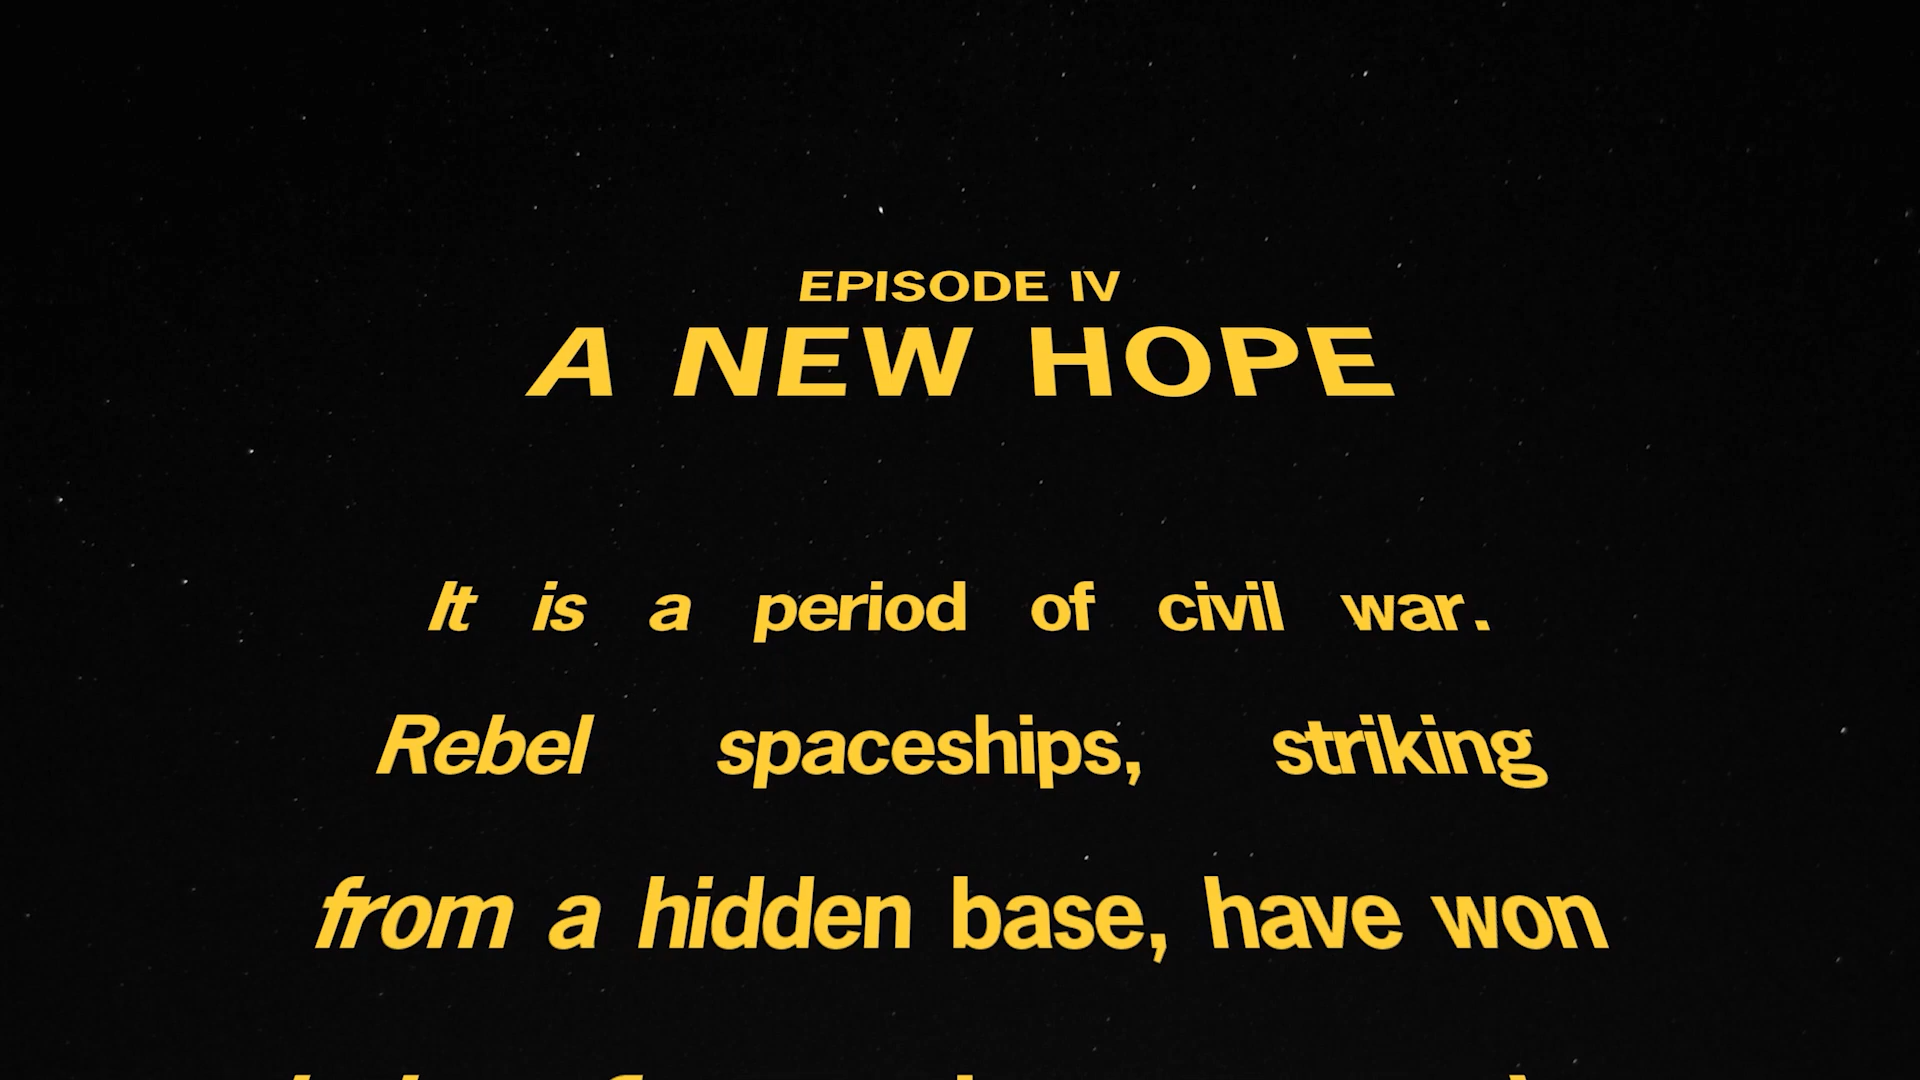 EPISODE IV
A NEW HOPE
It is a period of civil war.
Rebel spaceships, striking
from a hidden base, have won